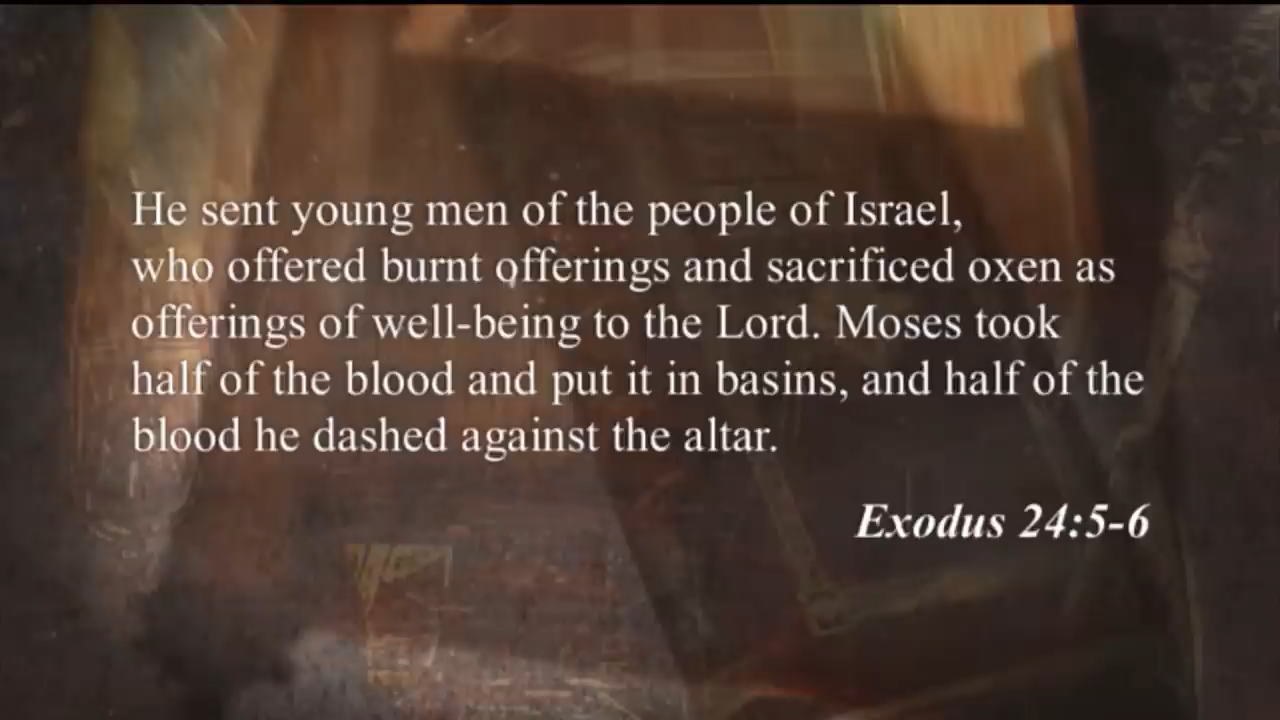 He sent young men of the people of Israel,
who offered burnt offerings and sacrificed oxen as
offerings of well-being to the Lord. Moses took
half of the blood and put it in basins, and half of the
blood he dashed against the altar.
Exodus 24:5-6